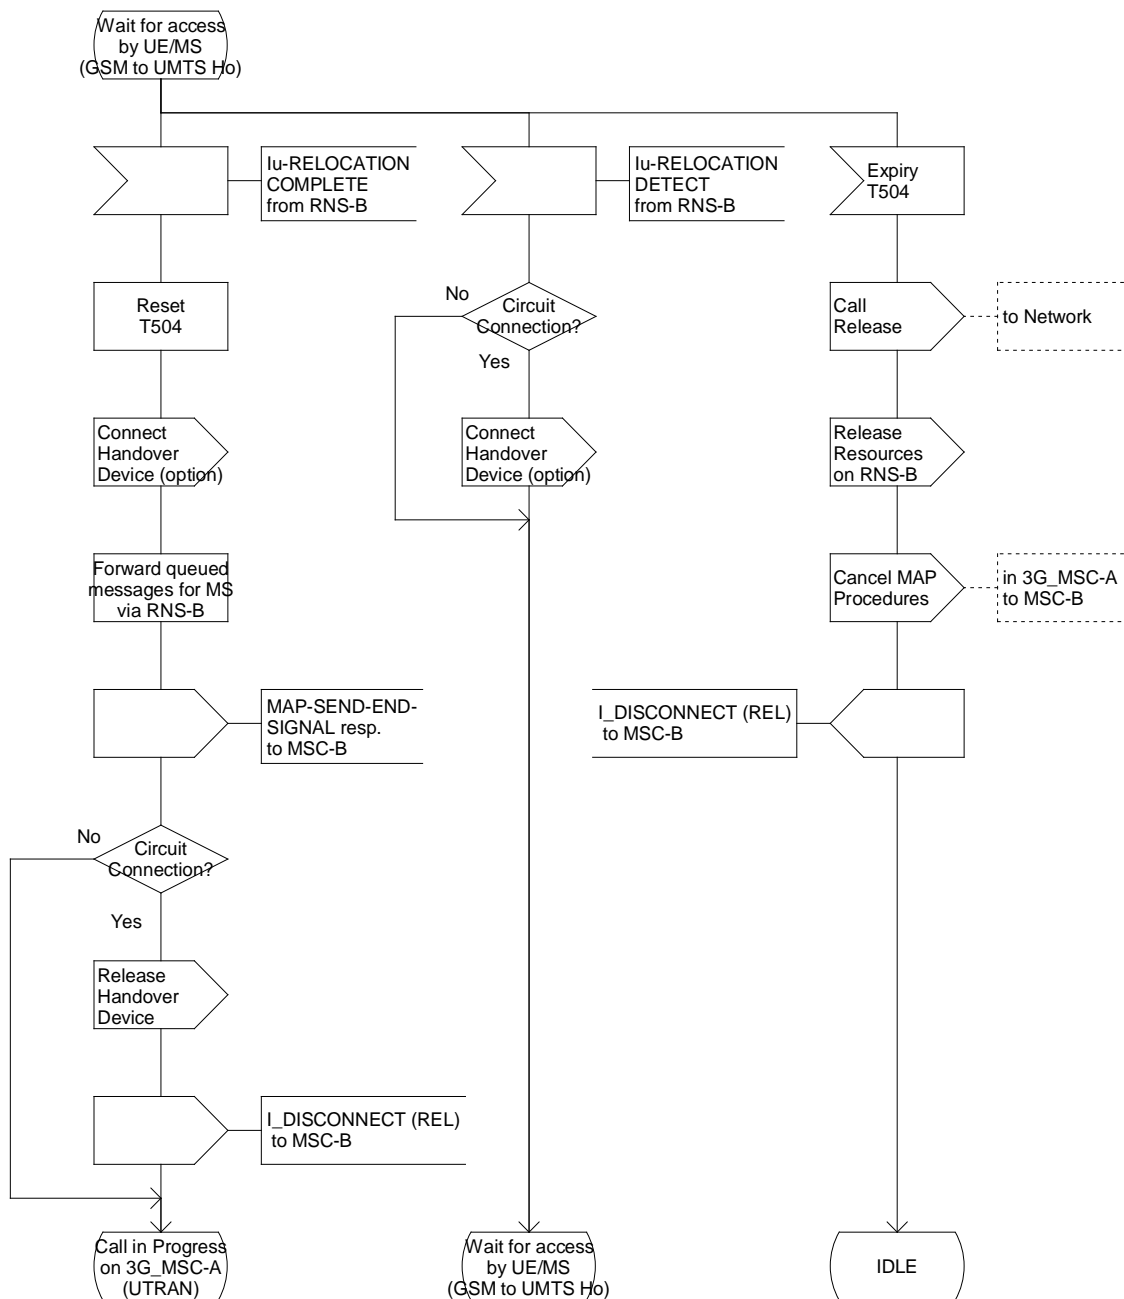 Wait for access
by UE/MS
(GSM to UMTS Ho)
Iu-RELOCATION
COMPLETE
from RNS-B
Iu-RELOCATION
DETECT
from RNS-B
Expiry
T504
Reset
T504
No
Circuit
Connection?
Yes
Call
Release
to Network
Connect
Handover
Device (option)
Connect
Handover
Device (option)
Release
Resources
on RNS-B
Forward queued
messages for MS
via RNS-B
Cancel MAP
Procedures
in 3G_MSC-A
to MSC-B
MAP-SEND-END-
SIGNAL resp.
to MSC-B
I_DISCONNECT (REL)
to MSC-B
No
Circuit
Connection?
Yes
Release
Handover
Device
I_DISCONNECT (REL)
to MSC-B
Call in Progress
on 3G_MSC-A
(UTRAN)
Wait for access
by UE/MS
(GSM to UMTS Ho)
IDLE